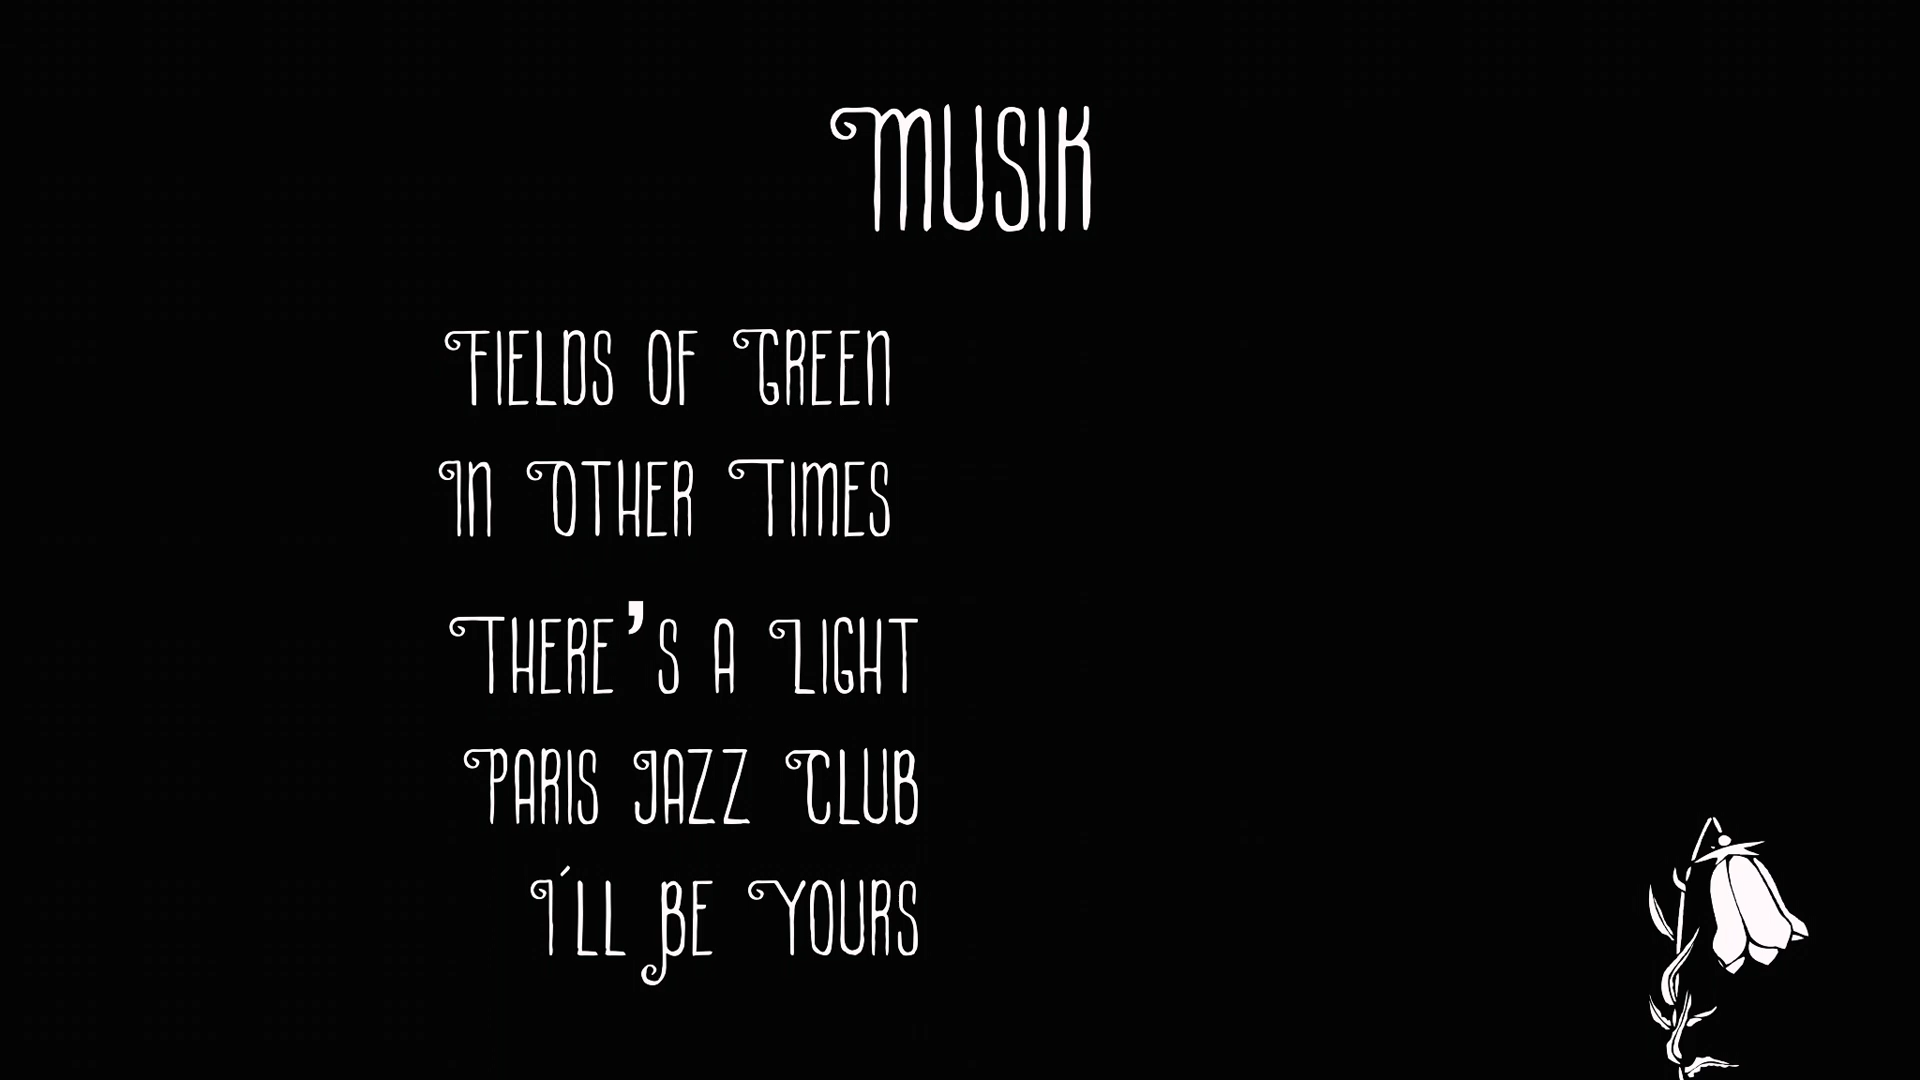 Musik
Fields of Green
In Other Times
There's a Light
Paris Jazz Club
I´ll Be Yours